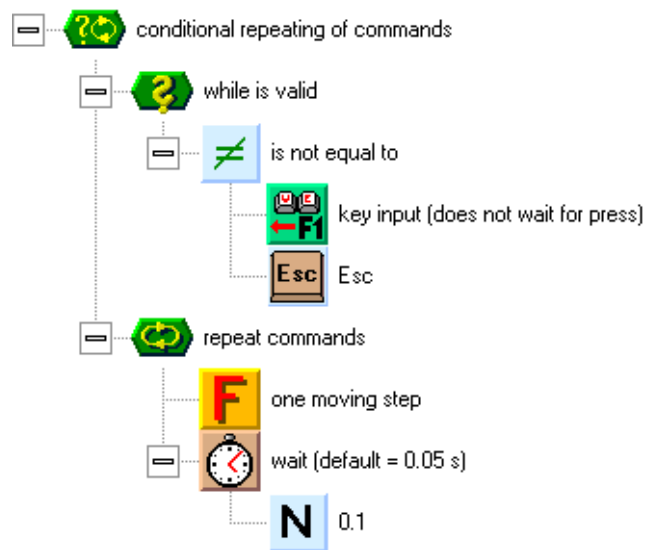 conditional repeating of commands
while is valid
is not equal to
key input (does not wait for press)
F1
Esc Esc
repeat commands
F one moving step
wait (default = 0.05 s)
N 0.1